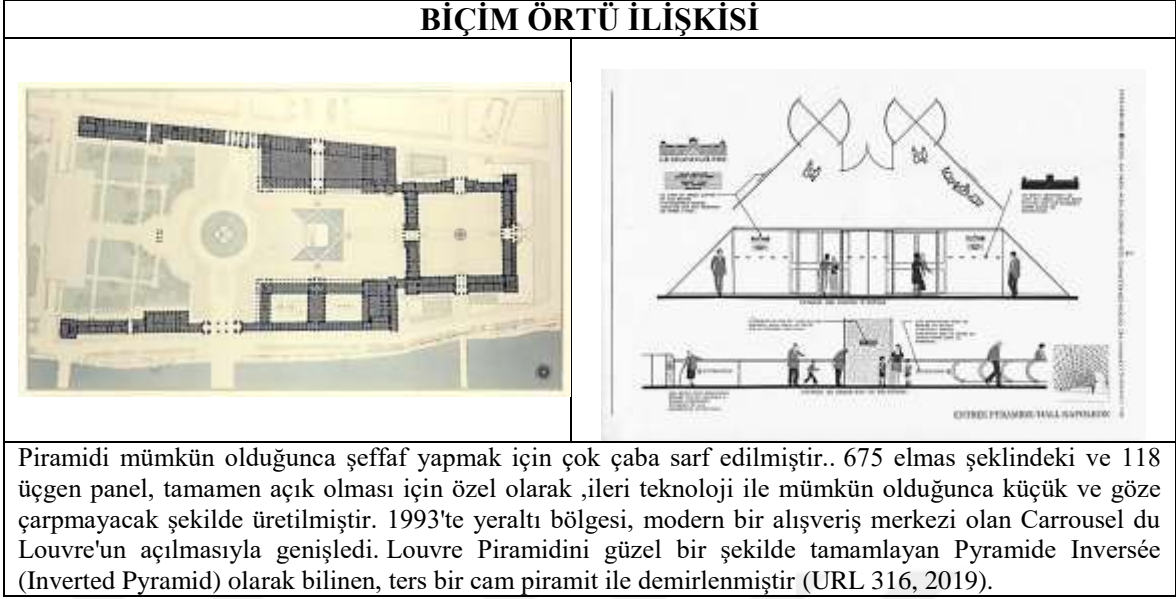 BİÇİM ÖRTÜ İLİŞKİSİ
ENTREE PYRAMIDE/HALL NAPOLEON
Piramidi mümkün olduğunca şeffaf yapmak için çok çaba sarf edilmiştir.. 675 elmas şeklindeki ve 118
üçgen panel, tamamen açık olması için özel olarak ,ileri teknoloji ile mümkün olduğunca küçük ve göze
çarpmayacak şekilde üretilmiştir. 1993'te yeraltı bölgesi, modern bir alışveriş merkezi olan Carrousel du
Louvre'un açılmasıyla genişledi. Louvre Piramidini güzel bir şekilde tamamlayan Pyramide Inversée
(Inverted Pyramid) olarak bilinen, ters bir cam piramit ile demirlenmiştir (URL 316, 2019).